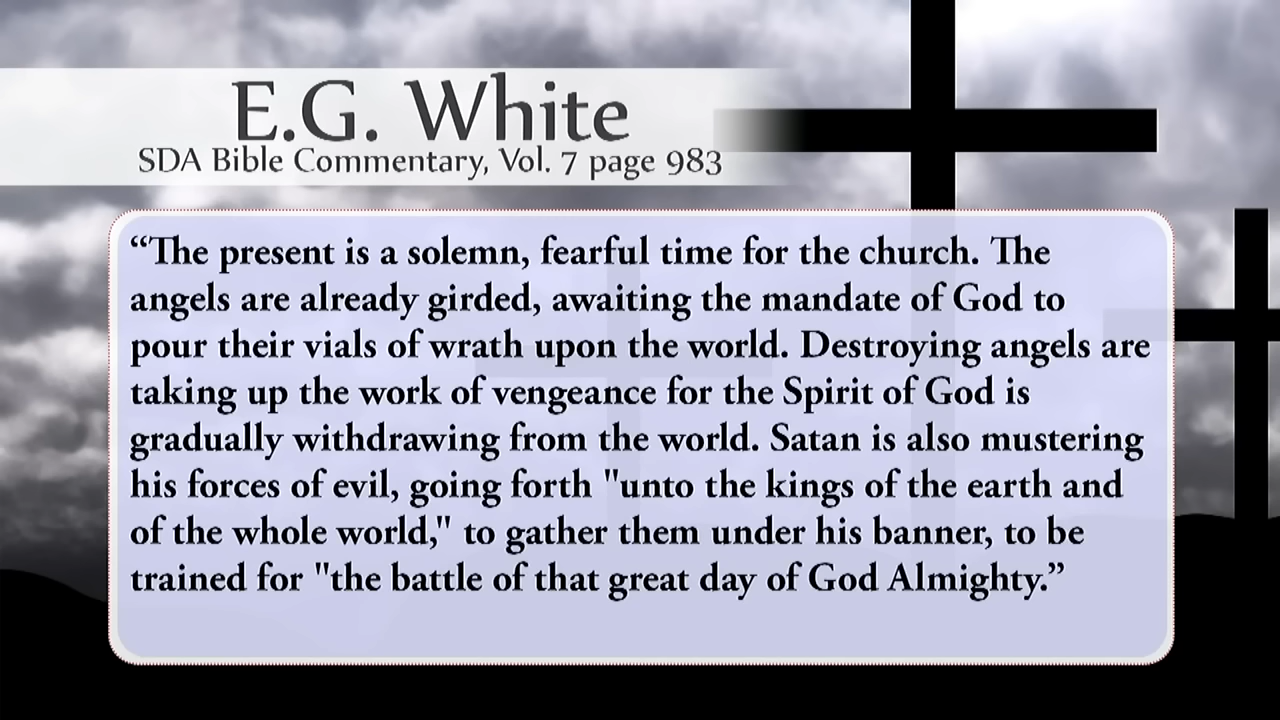 E.G. White
SDA Bible Commentary, Vol. 7 page 983
“The present is a solemn, fearful time for the church. The
angels are already girded, awaiting the mandate of God to
pour their vials of wrath upon the world. Destroying angels are
taking up the work of vengeance for the Spirit of God is
gradually withdrawing from the world. Satan is also mustering
his forces of evil, going forth "unto the kings of the earth and
of the whole world," to gather them under his banner, to be
trained for "the battle of that great day of God Almighty.”